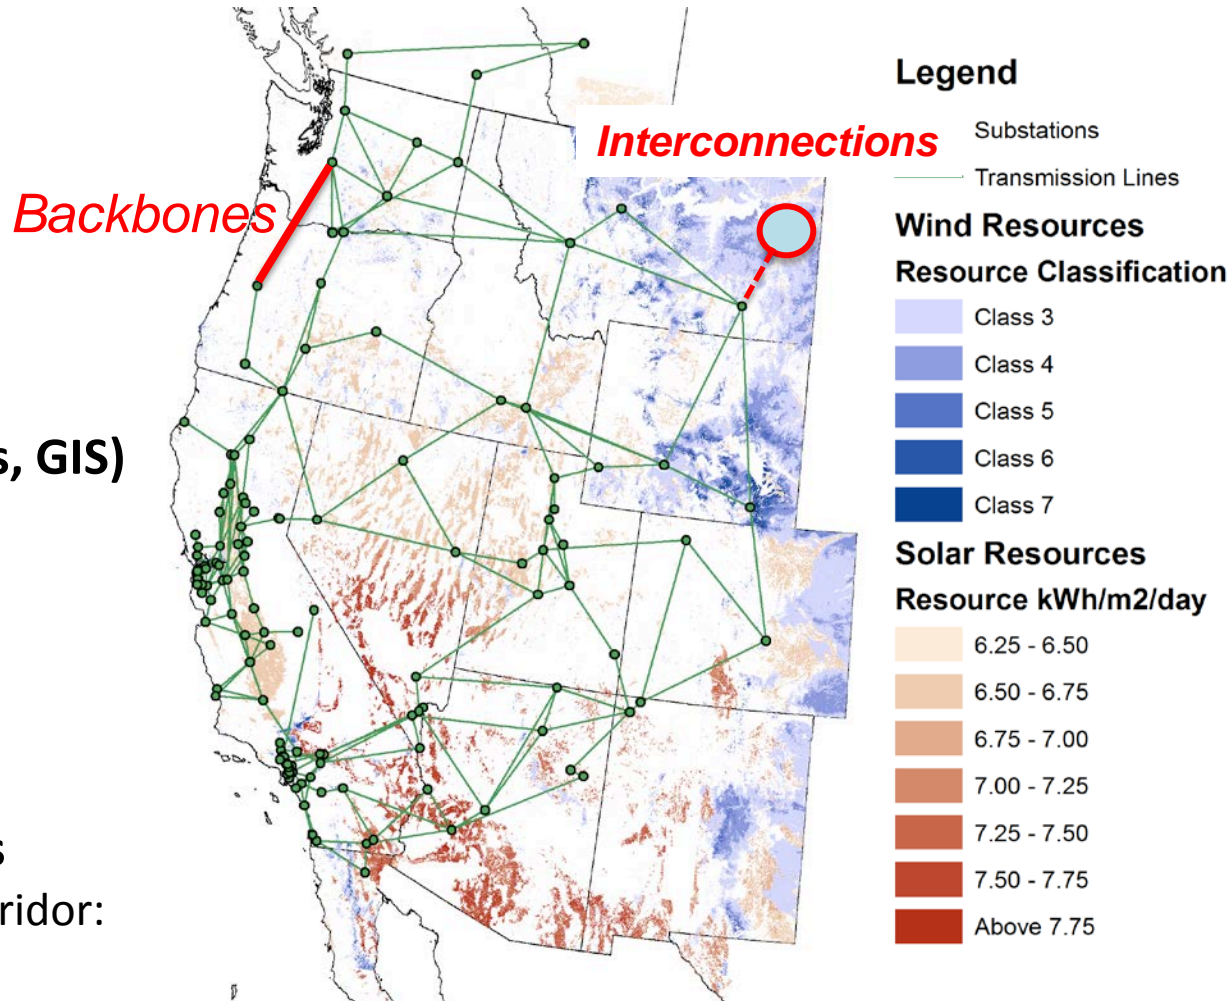 Legend
Substations
Interconnections
Transmission Lines
Backbones
Wind Resources
Resource Classification
Class 3
Class 4
Class 5
s, GIS)
Class 6
Class 7
Solar Resources
Resource kWh/m2/day
6.25 - 6.50
6.50 - 6.75
6.75 - 7.00
7.00 - 7.25
7.25 - 7.50
s
7.50 - 7.75
ridor:
Above 7.75